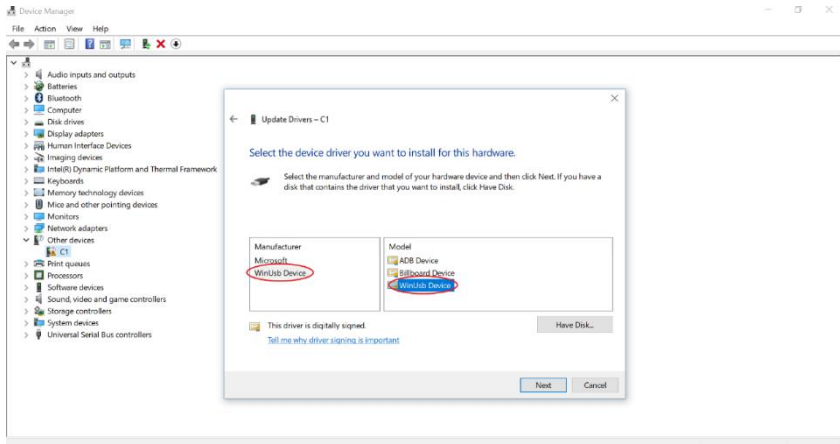 Device Manager
File Action View Help
Audio inputs and outputs
Batteries
Bluetooth
Computer
Disk drives
Display adapters
Human Interface Devices
Imaging devices
Intel(R) Dynamic Platform and Thermal Framework
Keyboards
Memory technology devices
Mice and other pointing devices
Monitors
Network adapters
Other devices
C1
Print queues
Processors
Software devices
Sound, video and game controllers
Storage controllers
System devices
Universal Serial Bus controllers
Update Drivers – C1
Select the device driver you want to install for this hardware.
Select the manufacturer and model of your hardware device and then click Next. If you have a
disk that contains the driver that you want to install, click Have Disk.
Manufacturer
Microsoft
WinUsb Device
Model
ADB Device
Billboard Device
WinUsb Device
This driver is digitally signed.
Tell me why driver signing is important
Have Disk...
Next Cancel